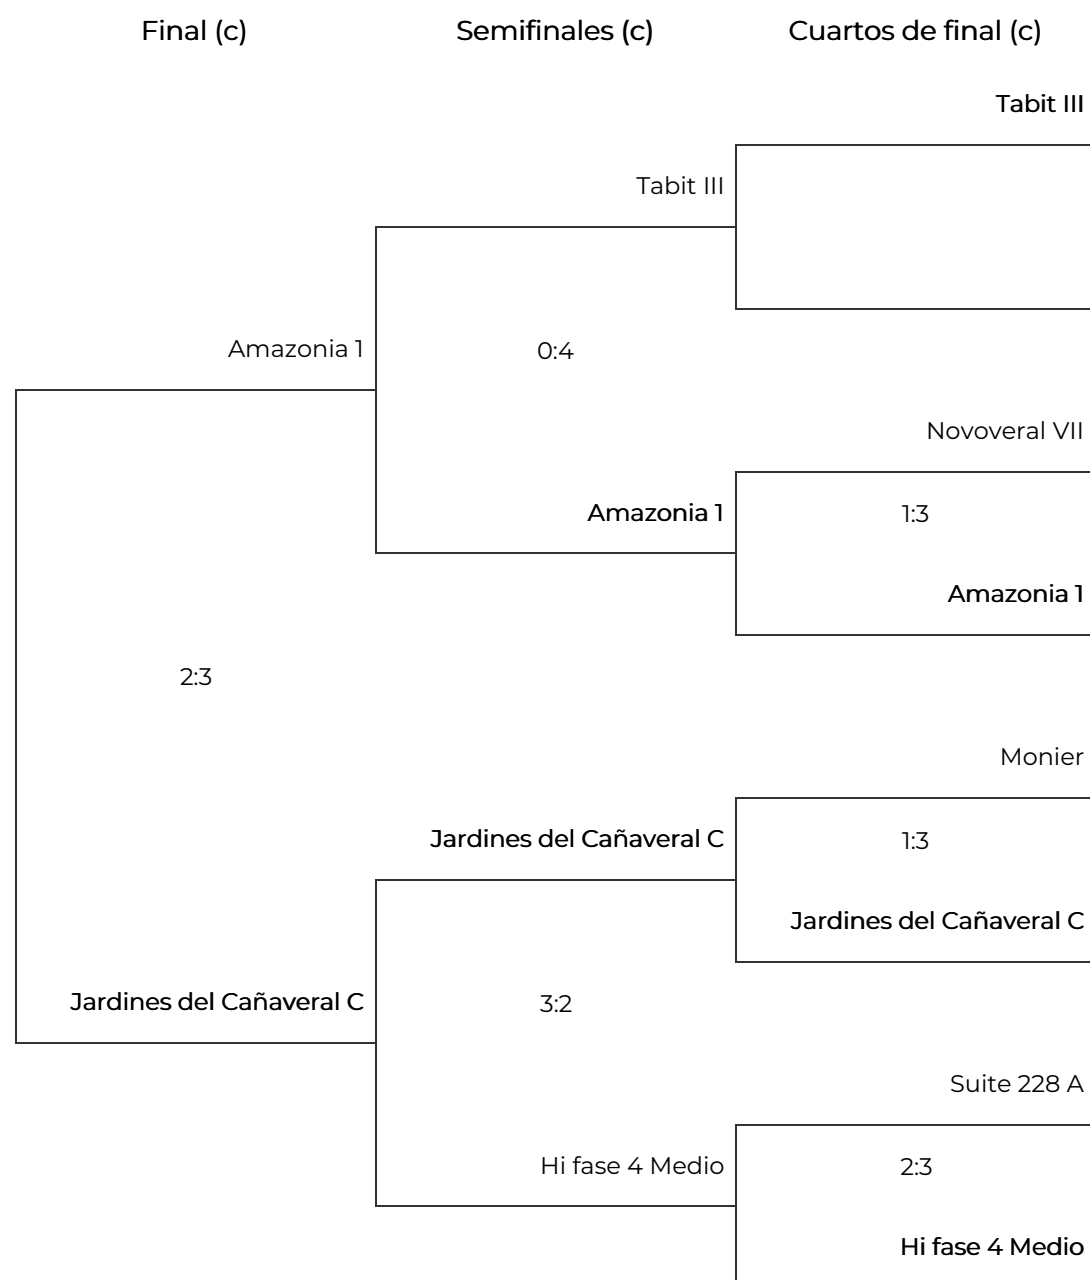 Final (c)
Semifinales (c)
Cuartos de final (c)
Tabit III
Tabit III
Amazonia 1
0:4
Novoveral VII
Amazonia 1
1:3
Amazonia 1
2:3
Monier
Jardines del Cañaveral C
1:3
Jardines del Cañaveral C
Jardines del Cañaveral C
3:2
Suite 228 A
Hi fase 4 Medio
2:3
Hi fase 4 Medio